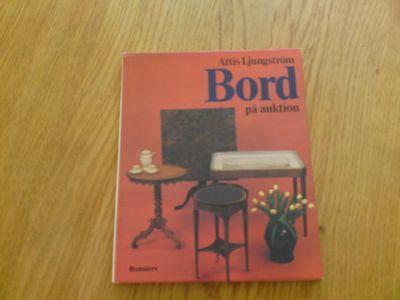 Attis Ljungström
Bord
på auktion
Bonniers